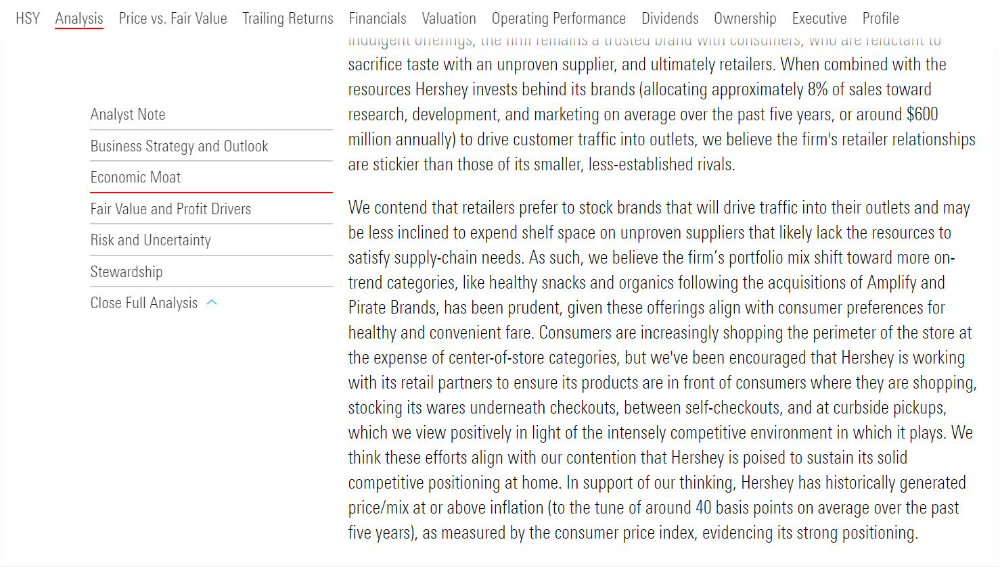 HSY Analysis Price vs. Fair Value Trailing Returns Financials Valuation Operating Performance Dividends Ownership Executive Profile
indulgent offerings, the firm remains a trusted brand with consumers, who are reluctant to
sacrifice taste with an unproven supplier, and ultimately retailers. When combined with the
resources Hershey invests behind its brands (allocating approximately 8% of sales toward
research, development, and marketing on average over the past five years, or around $600
million annually) to drive customer traffic into outlets, we believe the firm's retailer relationships
are stickier than those of its smaller, less-established rivals.
Analyst Note
Business Strategy and Outlook
Economic Moat
Fair Value and Profit Drivers
Risk and Uncertainty
Stewardship
Close Full Analysis
We contend that retailers prefer to stock brands that will drive traffic into their outlets and may
be less inclined to expend shelf space on unproven suppliers that likely lack the resources to
satisfy supply-chain needs. As such, we believe the firm’s portfolio mix shift toward more on-
trend categories, like healthy snacks and organics following the acquisitions of Amplify and
Pirate Brands, has been prudent, given these offerings align with consumer preferences for
healthy and convenient fare. Consumers are increasingly shopping the perimeter of the store at
the expense of center-of-store categories, but we've been encouraged that Hershey is working
with its retail partners to ensure its products are in front of consumers where they are shopping,
stocking its wares underneath checkouts, between self-checkouts, and at curbside pickups,
which we view positively in light of the intensely competitive environment in which it plays. We
think these efforts align with our contention that Hershey is poised to sustain its solid
competitive positioning at home. In support of our thinking, Hershey has historically generated
price/mix at or above inflation (to the tune of around 40 basis points on average over the past
five years), as measured by the consumer price index, evidencing its strong positioning.